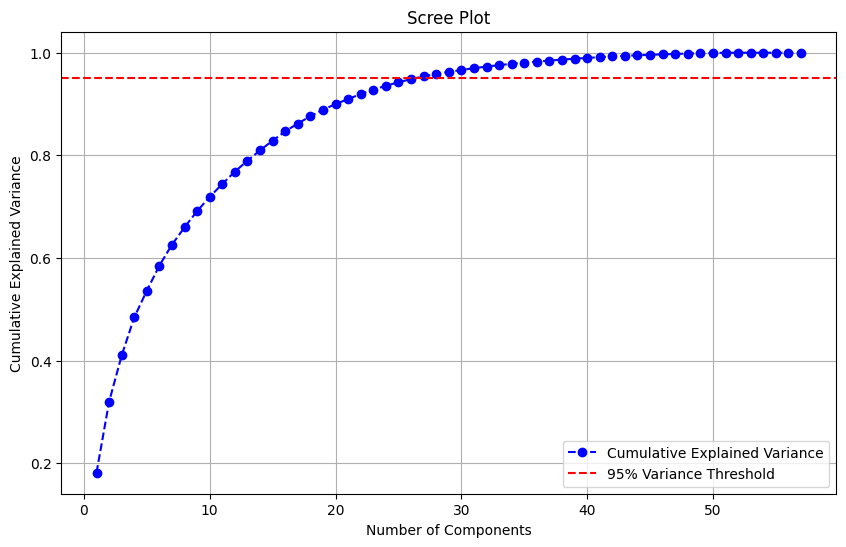 Scree Plot
1.0
0.8
0.6
0.4
0.2
Cumulative Explained Variance
0
10
20
30
40
50
Number of Components
Cumulative Explained Variance
95% Variance Threshold